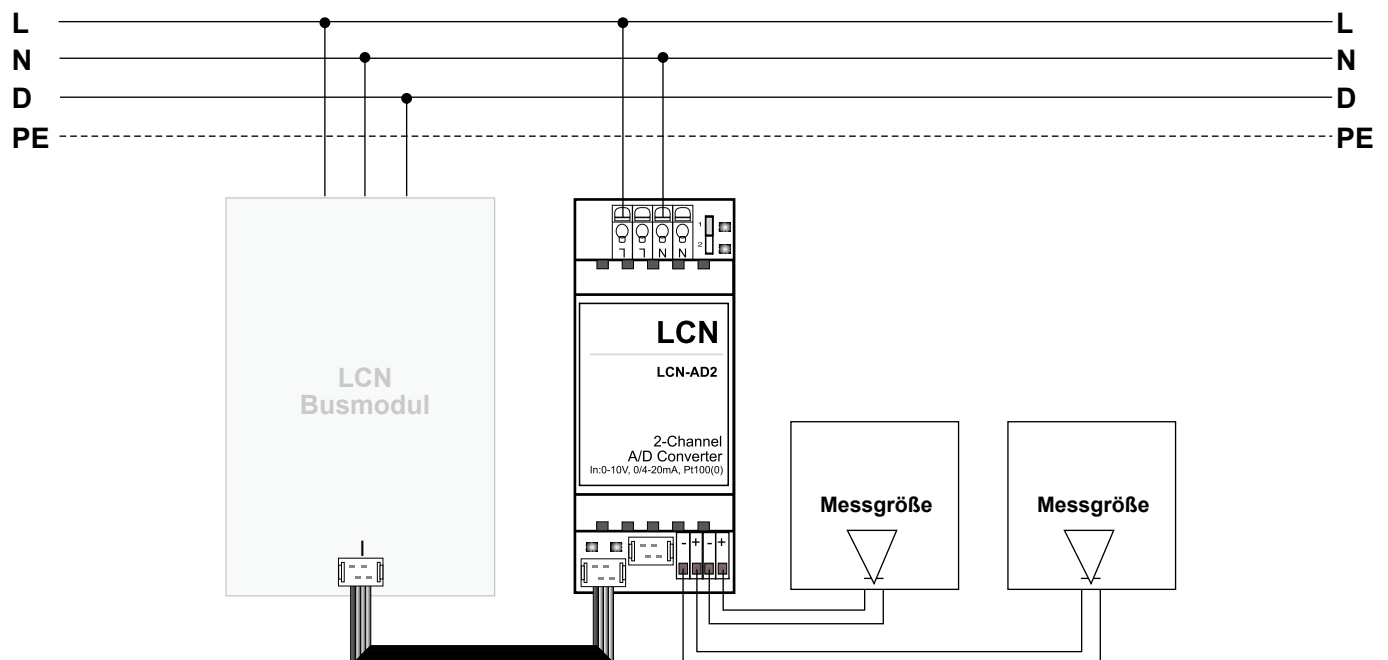 L L
N N
D D
PE PE
L L N N
1
2
LCN
LCN-AD2
2-Channel
A/D Converter
In:0-10V, 0/4-20mA, Pt100(0)
LCN
Busmodul
I
Messgröße
Messgröße
- + - +